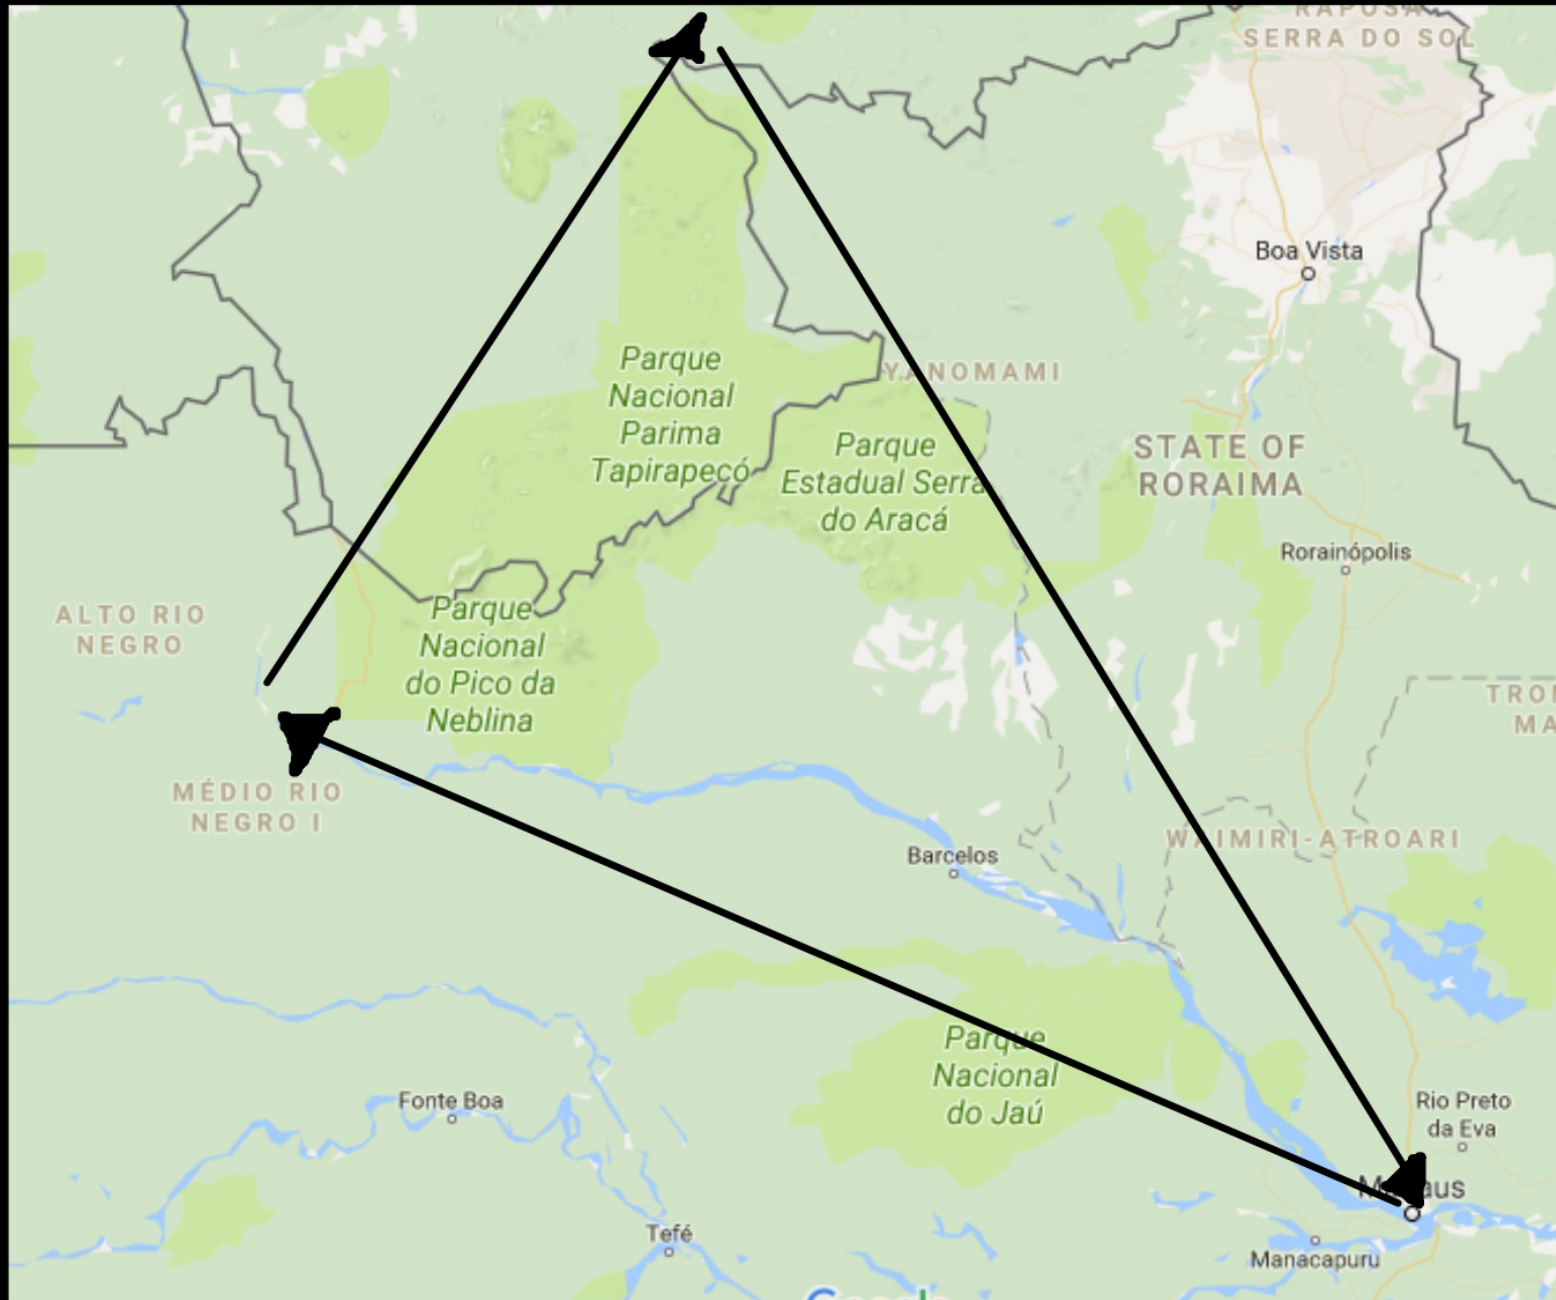 RAPOSA
SERRA DO SOL
Boa Vista
Parque
Nacional
Parima
Tapirapecó
YANOMAMI
Parque
Estadual Serra
do Aracá
STATE OF
RORAIMA
Rorainópolis
ALTO RIO
NEGRO
Parque
Nacional
do Pico da
Neblina
MÉDIO RIO
NEGRO I
Barcelos
WAIMIRI-ATROARI
Parque
Nacional
do Jaú
Fonte Boa
Rio Preto
da Eva
Tefé
Manacapuru